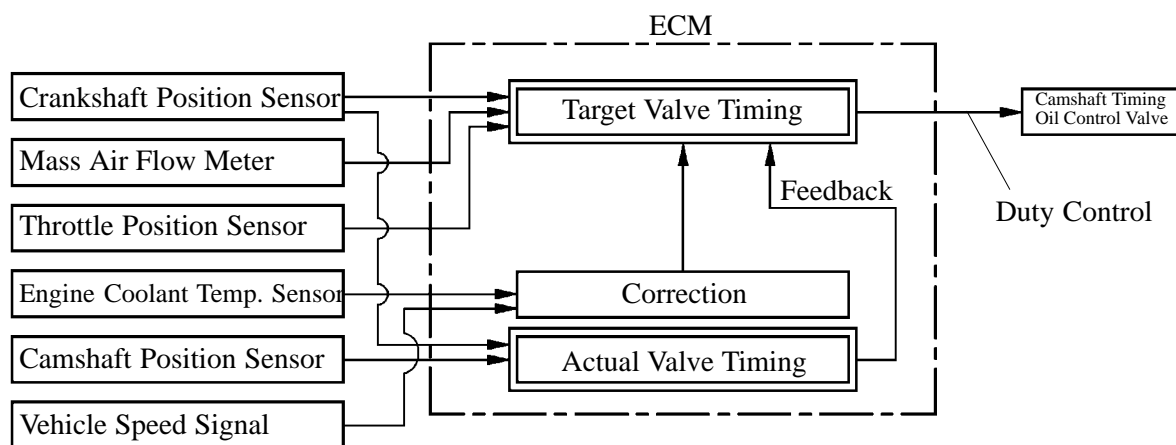 ECM
Crankshaft Position Sensor
Mass Air Flow Meter
Throttle Position Sensor
Engine Coolant Temp. Sensor
Camshaft Position Sensor
Vehicle Speed Signal
Target Valve Timing
Feedback
Correction
Actual Valve Timing
Camshaft Timing
Oil Control Valve
Duty Control